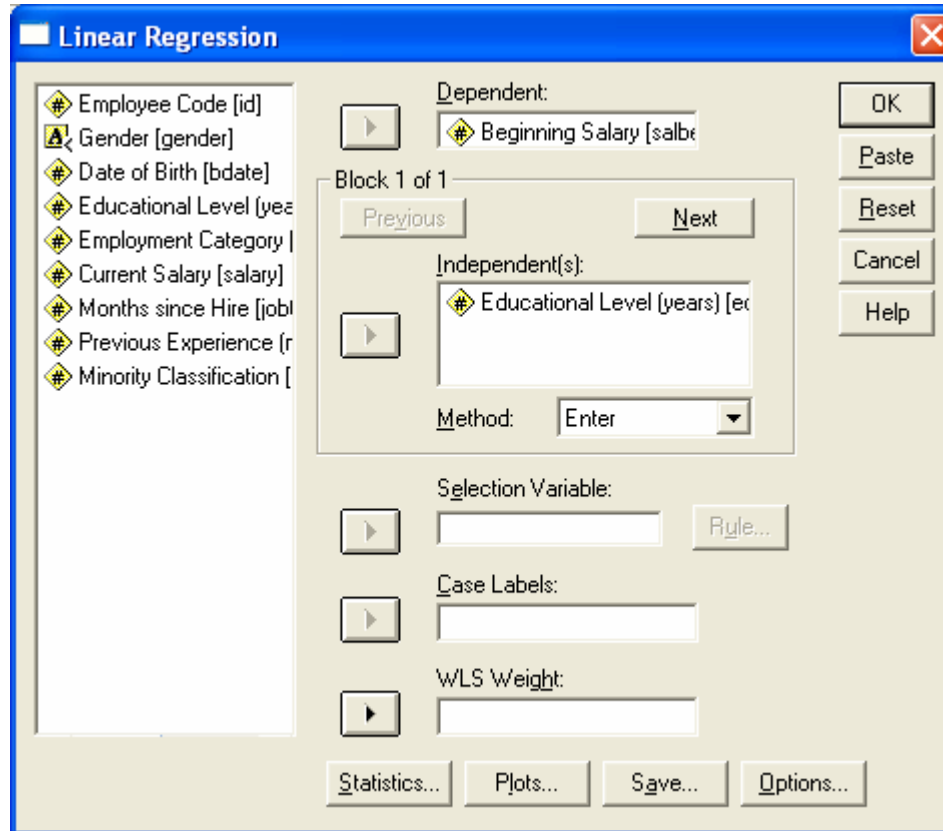 Linear Regression
Employee Code [id]
Gender [gender]
Date of Birth [bdate]
Educational Level (yea
Employment Category [
Current Salary [salary]
Months since Hire [jobt
Previous Experience (
Minority Classification [
Dependent:
Beginning Salary [salbe
Block 1 of 1
Previous
Next
Independent(s):
Educational Level (years) [ed
Method:
Enter
Selection Variable:
Rule...
Case Labels:
WLS Weight:
Statistics...
Plots...
Save...
Options...
OK
Paste
Reset
Cancel
Help